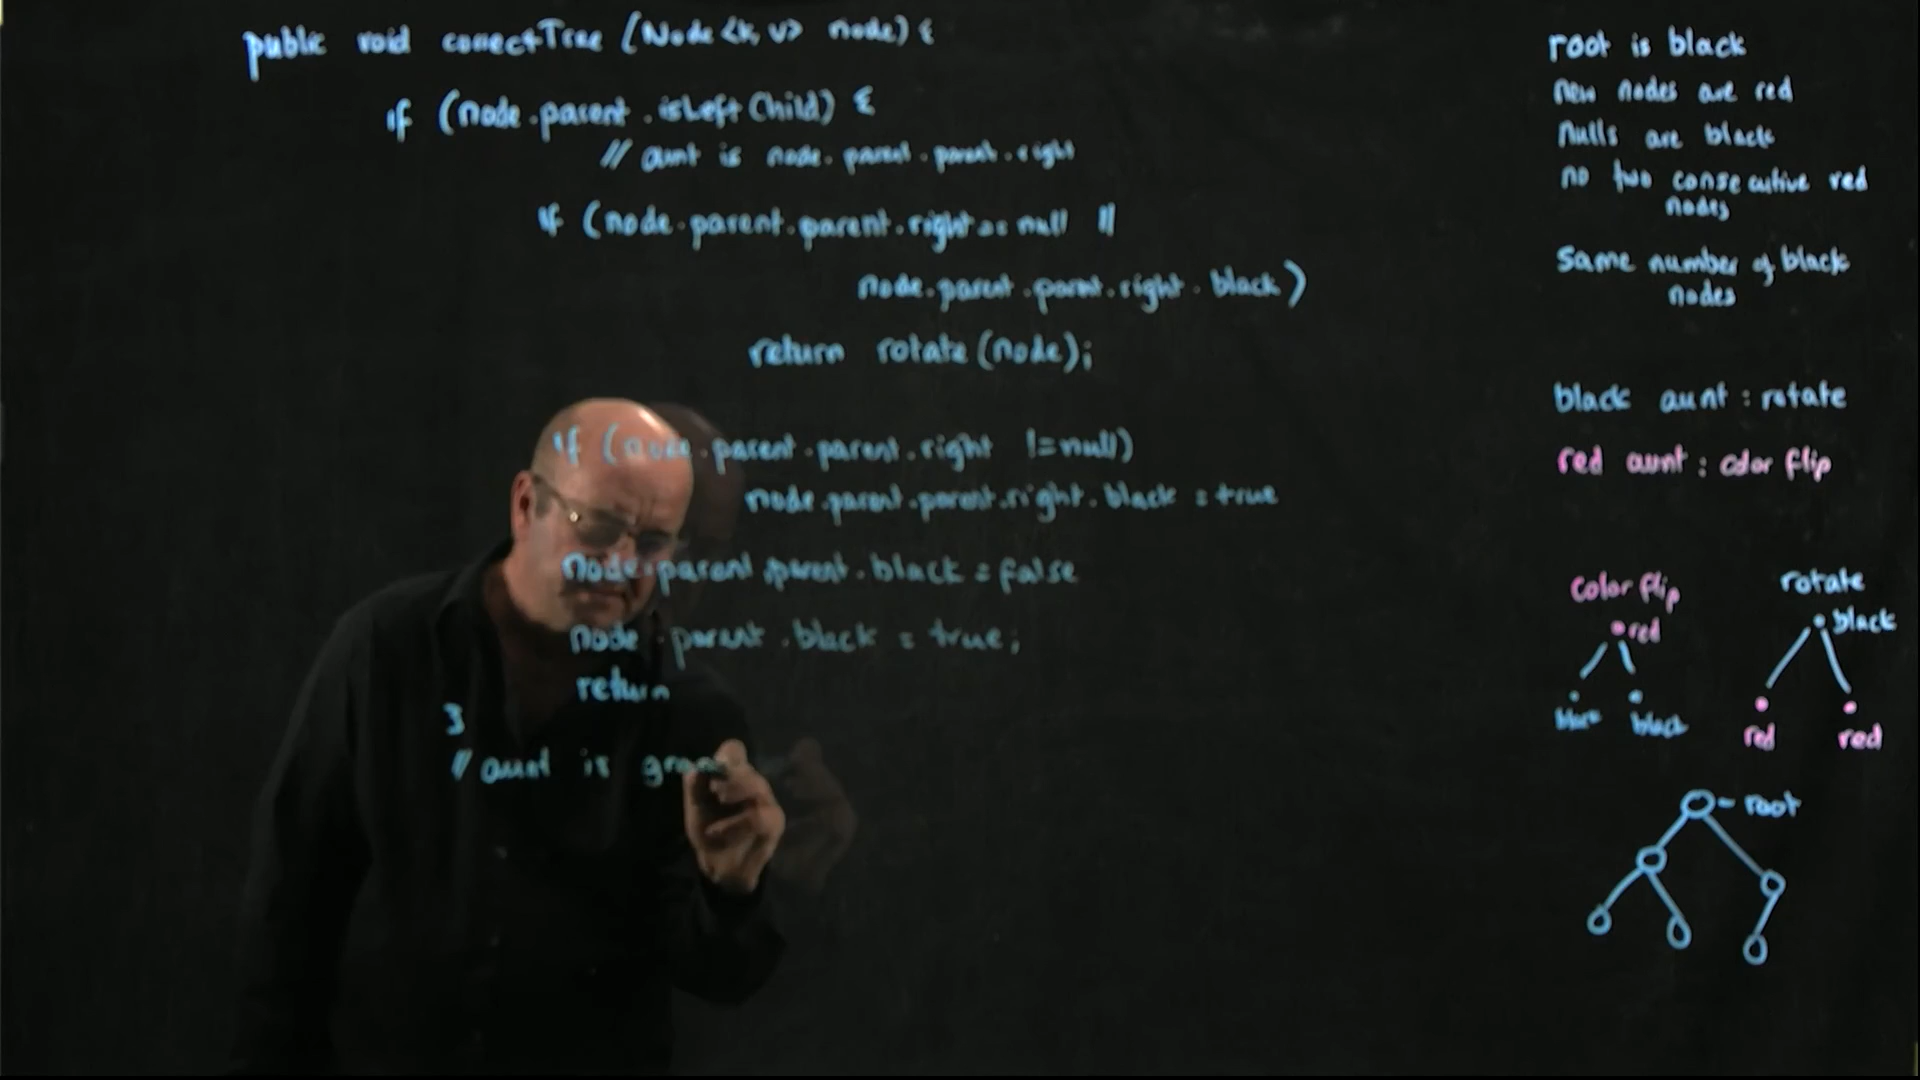 public void correctTree (Node <k, v> node) {
if (node.parent.isLeftChild) {
// aunt is node.parent.parent.right
if (node.parent.parent.right == null ||
node.parent.parent.right.black)
return rotate (node);
if (node.parent.parent.right != null)
node.parent.parent.right.black = true
node.parent.parent.black = false
node.parent.black = true;
return
}
// aunt is
root is black
new nodes are red
nulls are black
no two consecutive red
nodes
same number of black
nodes
black aunt : rotate
red aunt : color flip
color flip
red
black black
rotate
black
red red
root